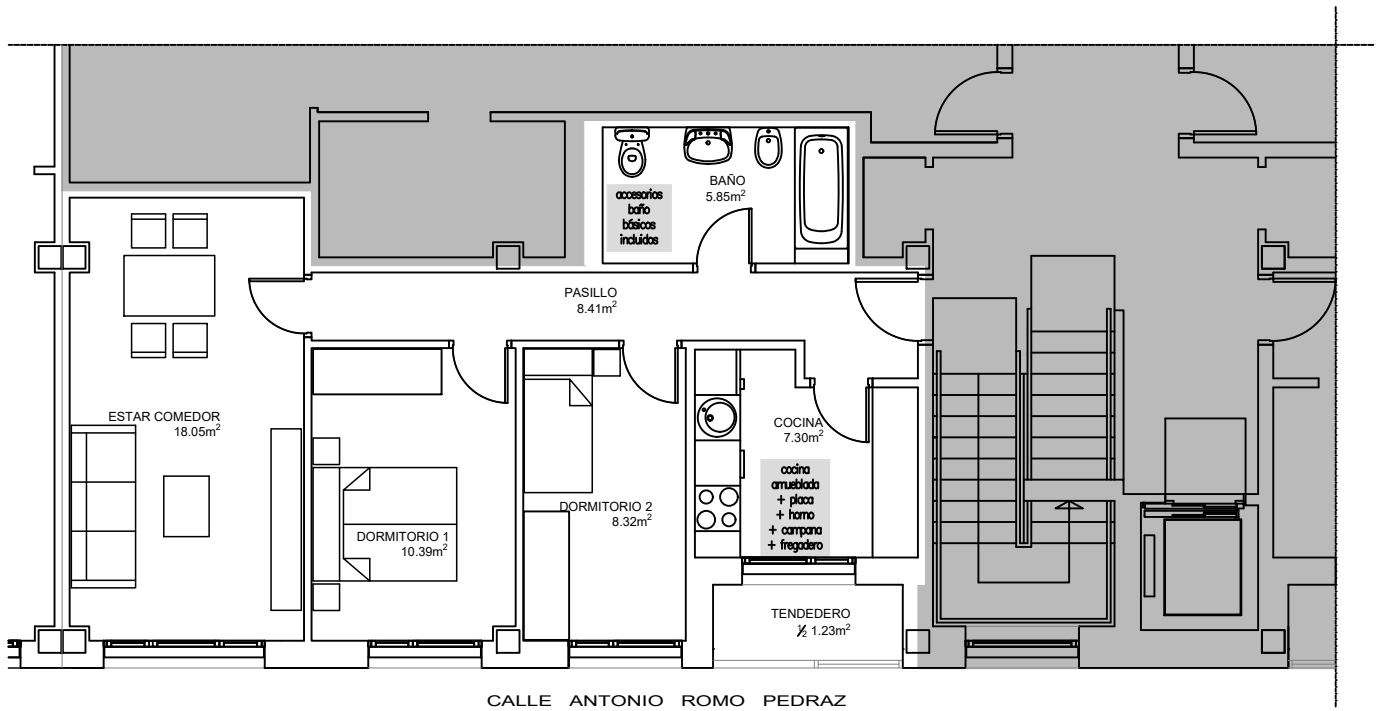 BAÑO
5.85m²
accesorios
baño
básicos
incluidos
PASILLO
8.41m²
ESTAR COMEDOR
18.05m²
COCINA
7.30m²
cocina
amueblada
+ placa
+ horno
+ campana
+ fregadero
DORMITORIO 2
8.32m²
DORMITORIO 1
10.39m²
TENDEDERO
½ 1.23m²
CALLE ANTONIO ROMO PEDRAZ